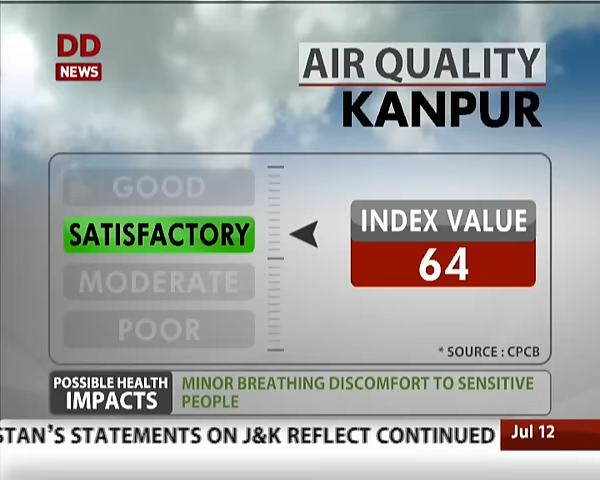 DD
NEWS
AIR QUALITY
KANPUR
GOOD
SATISFACTORY
MODERATE
POOR
INDEX VALUE
64
* SOURCE : CPCB
POSSIBLE HEALTH
IMPACTS
MINOR BREATHING DISCOMFORT TO SENSITIVE
PEOPLE
STAN'S STATEMENTS ON J&K REFLECT CONTINUED
Jul 12